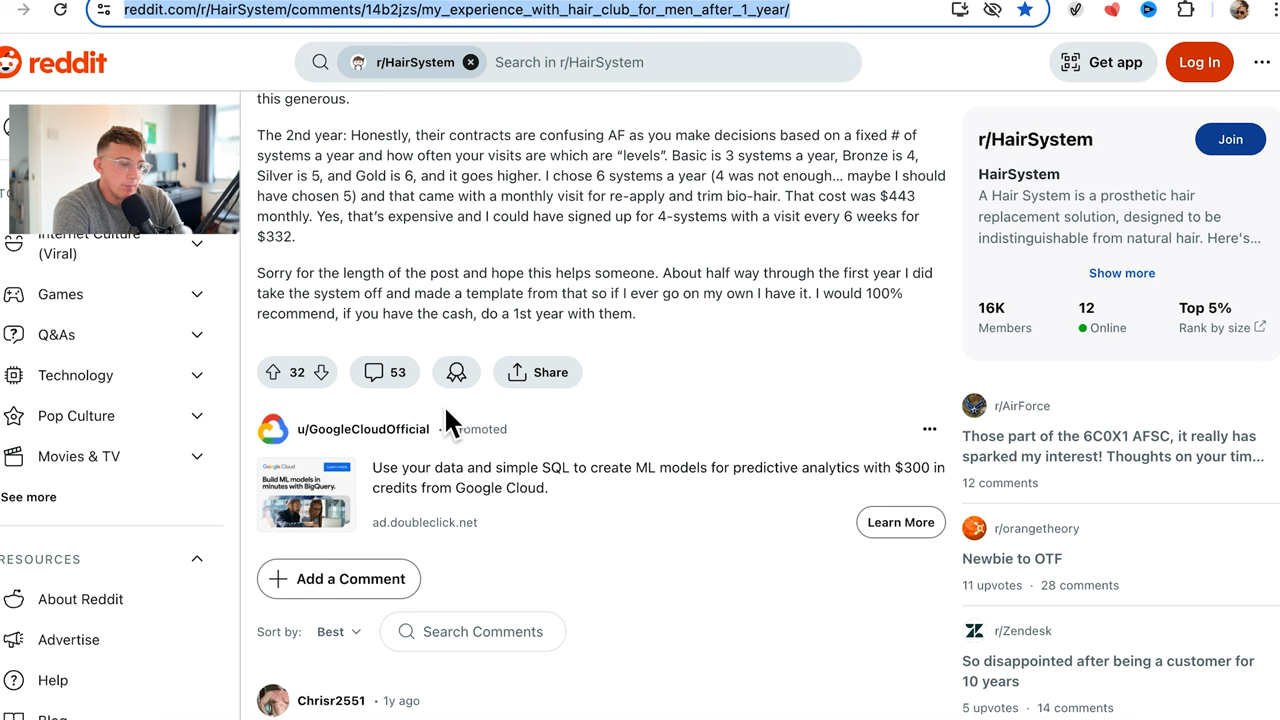 reddit.com/r/HairSystem/comments/14b2jzs/my_experience_with_hair_club_for_men_after_1_year/
reddit
r/HairSystem
Search in r/HairSystem
Get app
Log In
this generous.
The 2nd year: Honestly, their contracts are confusing AF as you make decisions based on a fixed # of
systems a year and how often your visits are which are “levels”. Basic is 3 systems a year, Bronze is 4,
Silver is 5, and Gold is 6, and it goes higher. I chose 6 systems a year (4 was not enough... maybe I should
have chosen 5) and that came with a monthly visit for re-apply and trim bio-hair. That cost was $443
monthly. Yes, that’s expensive and I could have signed up for 4-systems with a visit every 6 weeks for
$332.
Sorry for the length of the post and hope this helps someone. About half way through the first year I did
take the system off and made a template from that so if I ever go on my own I have it. I would 100%
recommend, if you have the cash, do a 1st year with them.
32
53
Share
u/GoogleCloudOfficial
Use your data and simple SQL to create ML models for predictive analytics with $300 in
credits from Google Cloud.
Google Cloud
Learn more
Build ML models in
minutes with BigQuery.
ad.doubleclick.net
Learn More
Add a Comment
Sort by:
Best
Search Comments
Chrisr2551 • 1y ago
Internet Culture
(Viral)
Games
Q&As
Technology
Pop Culture
Movies & TV
See more
RESOURCES
About Reddit
Advertise
Help
Blog
r/HairSystem
Join
HairSystem
A Hair System is a prosthetic hair
replacement solution, designed to be
indistinguishable from natural hair. Here's...
Show more
16K
Members
12
Online
Top 5%
Rank by size
r/AirForce
Those part of the 6C0X1 AFSC, it really has
sparked my interest! Thoughts on your tim...
12 comments
r/orangetheory
Newbie to OTF
11 upvotes · 28 comments
r/Zendesk
So disappointed after being a customer for
10 years
5 upvotes · 14 comments